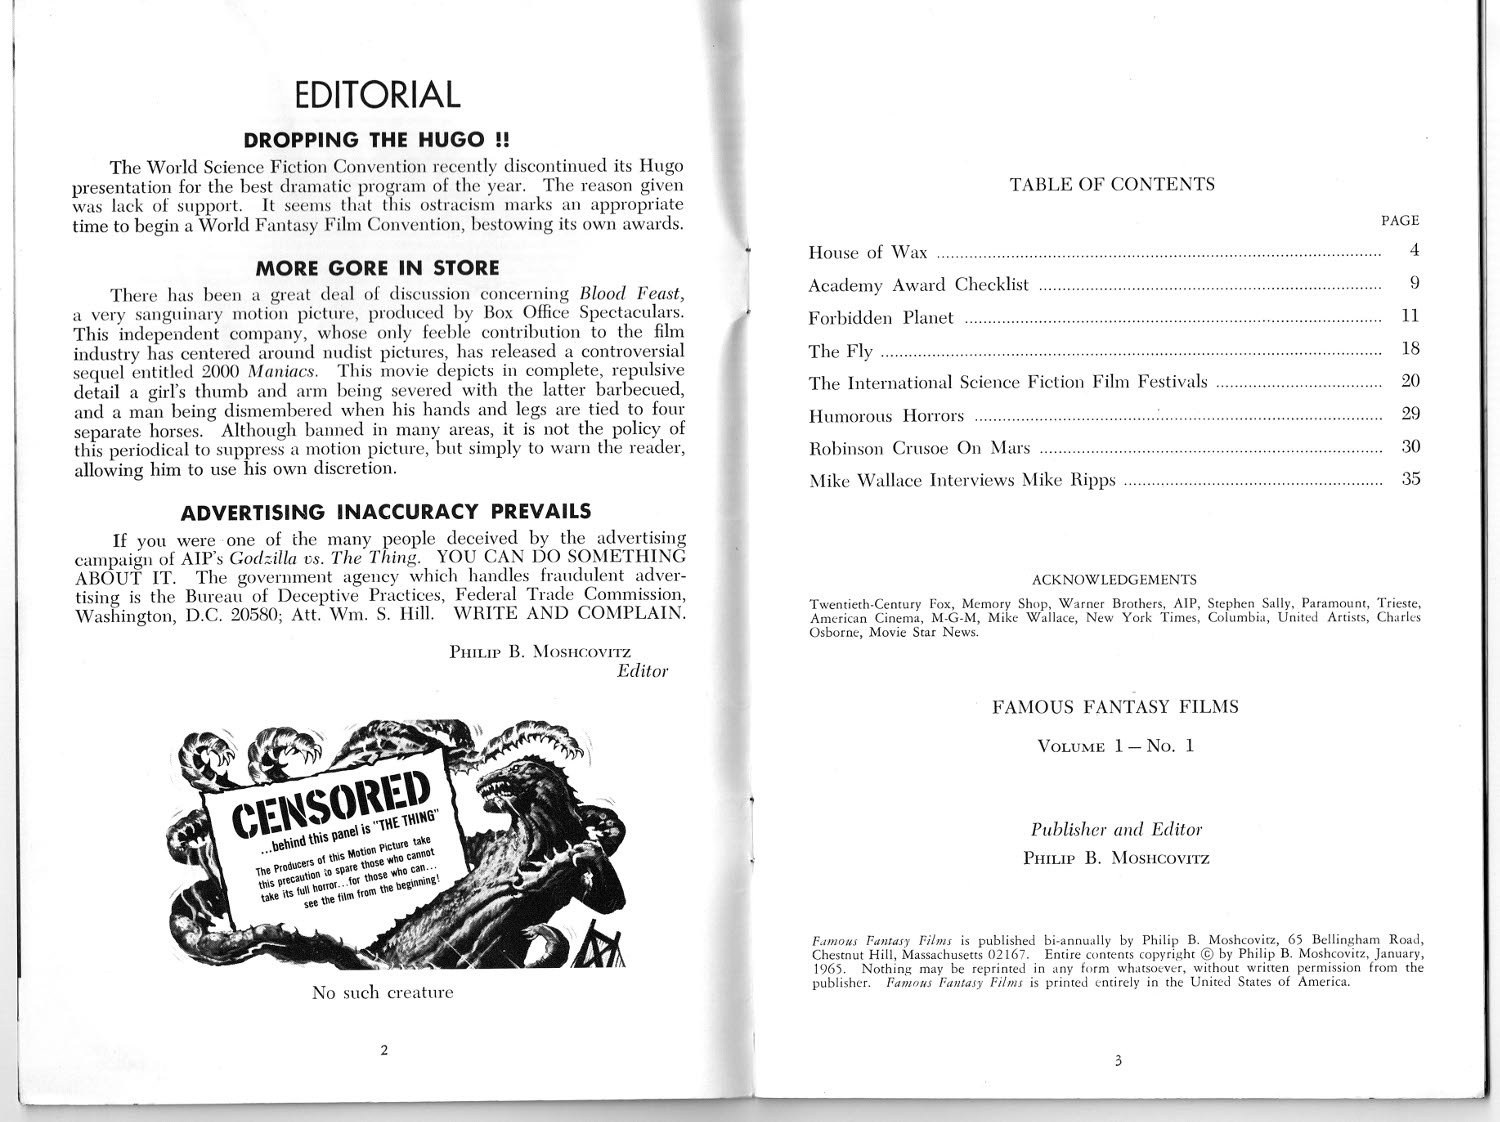 EDITORIAL
DROPPING THE HUGO !!
The World Science Fiction Convention recently discontinued its Hugo
presentation for the best dramatic program of the year. The reason given
was lack of support. It seems that this ostracism marks an appropriate
time to begin a World Fantasy Film Convention, bestowing its own awards.
MORE GORE IN STORE
There has been a great deal of discussion concerning Blood Feast,
a very sanguinary motion picture, produced by Box Office Spectaculars.
This independent company, whose only feeble contribution to the film
industry has centered around nudist pictures, has released a controversial
sequel entitled 2000 Maniacs. This movie depicts in complete, repulsive
detail a girl's thumb and arm being severed with the latter barbecued,
and a man being dismembered when his hands and legs are tied to four
separate horses. Although banned in many areas, it is not the policy of
this periodical to suppress a motion picture, but simply to warn the reader,
allowing him to use his own discretion.
ADVERTISING INACCURACY PREVAILS
If you were one of the many people deceived by the advertising
campaign of AIP's Godzilla vs. The Thing. YOU CAN DO SOMETHING
ABOUT IT. The government agency which handles fraudulent adver-
tising is the Bureau of Deceptive Practices, Federal Trade Commission,
Washington, D.C. 20580; Att. Wm. S. Hill. WRITE AND COMPLAIN.
PHILIP B. MOSHCOVITZ
Editor
CENSORED
...behind this panel is "THE THING"
The Producers of this Motion Picture take
this precaution to spare those who cannot
take its full horror...for those who can...
see the film from the beginning!
No such creature
2
TABLE OF CONTENTS
PAGE
House of Wax ........ 4
Academy Award Checklist ........ 9
Forbidden Planet ........ 11
The Fly ........ 18
The International Science Fiction Film Festivals ........ 20
Humorous Horrors ........ 29
Robinson Crusoe On Mars ........ 30
Mike Wallace Interviews Mike Ripps ........ 35
ACKNOWLEDGEMENTS
Twentieth-Century Fox, Memory Shop, Warner Brothers, AIP, Stephen Sally, Paramount, Trieste,
American Cinema, M-G-M, Mike Wallace, New York Times, Columbia, United Artists, Charles
Osborne, Movie Star News.
FAMOUS FANTASY FILMS
VOLUME 1 — NO. 1
Publisher and Editor
PHILIP B. MOSHCOVITZ
Famous Fantasy Films is published bi-annually by Philip B. Moshcovitz, 65 Bellingham Road,
Chestnut Hill, Massachusetts 02167. Entire contents copyright © by Philip B. Moshcovitz, January,
1965. Nothing may be reprinted in any form whatsoever, without written permission from the
publisher. Famous Fantasy Films is printed entirely in the United States of America.
3